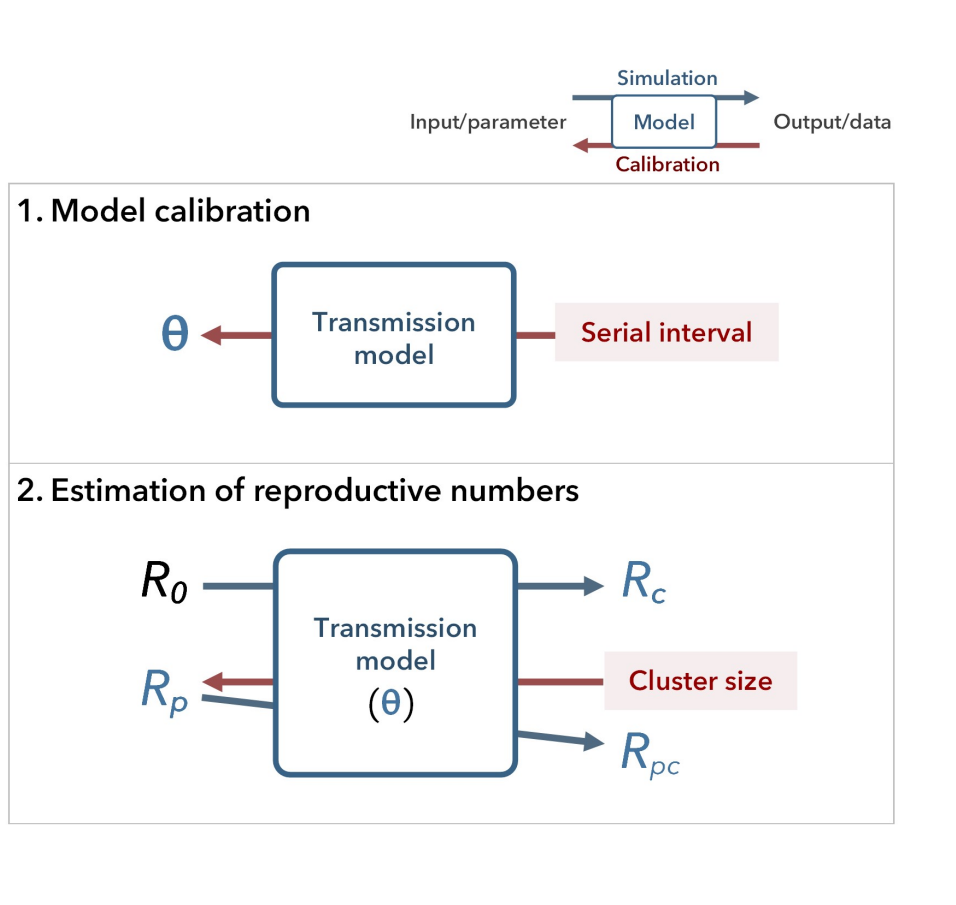 Simulation
Input/parameter
Model
Output/data
Calibration
1. Model calibration
θ
Transmission
model
Serial interval
2. Estimation of reproductive numbers
R0
Rc
Transmission
model
(θ)
Rp
Cluster size
Rpc